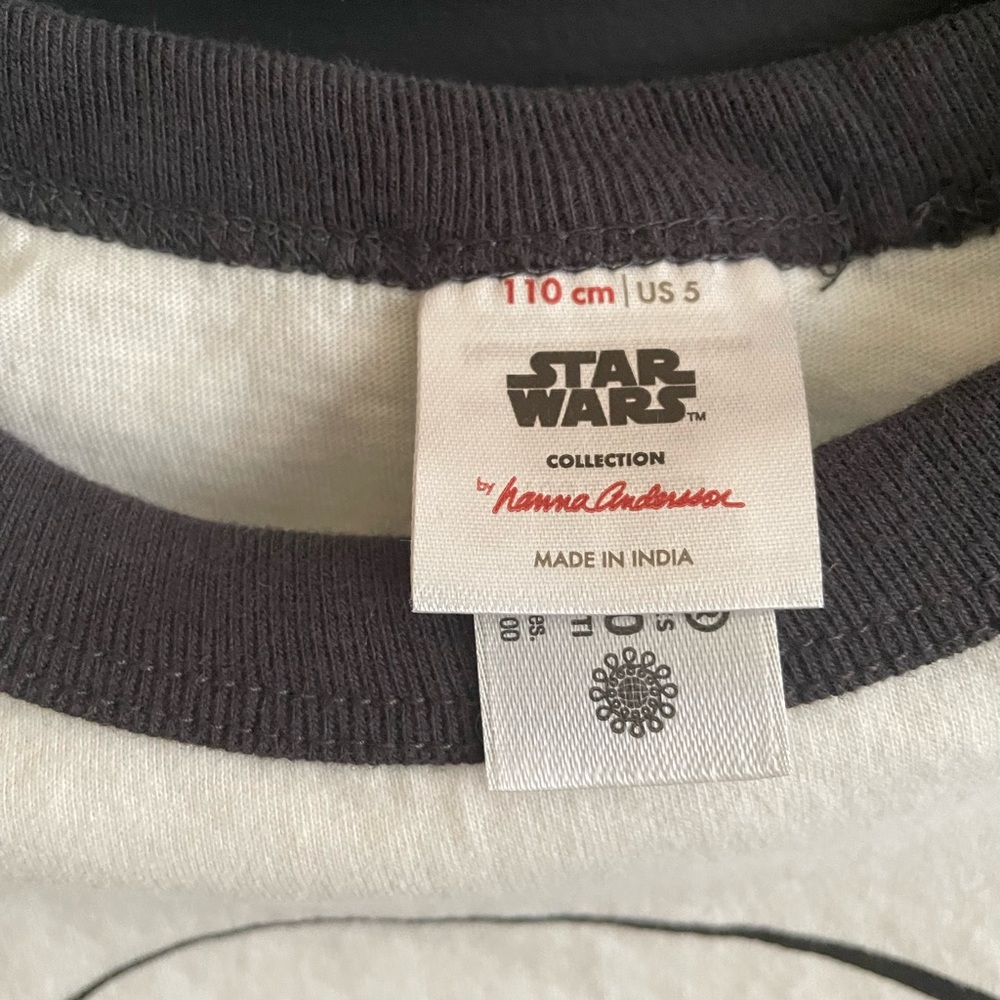 110 cm | US 5
STAR
WARS™
COLLECTION
by Hanna Andersson
MADE IN INDIA